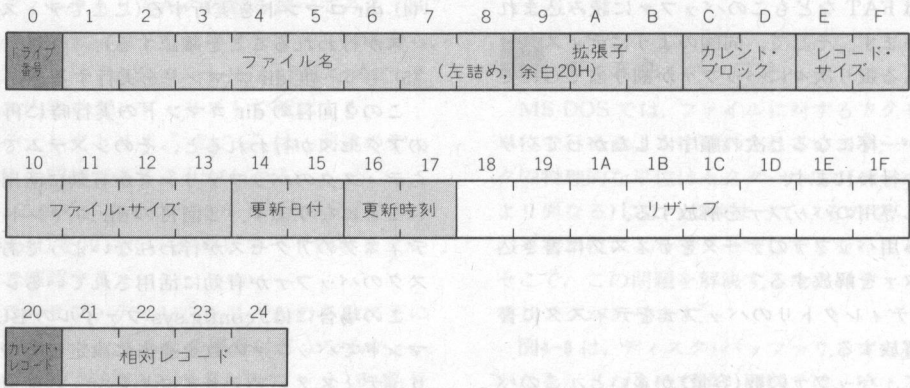 0 1 2 3 4 5 6 7 8 9 A B C D E F
ドライブ番号 ファイル名 (左詰め, 余白20H) 拡張子 カレント・ブロック レコード・サイズ
10 11 12 13 14 15 16 17 18 19 1A 1B 1C 1D 1E 1F
ファイル・サイズ 更新日付 更新時刻 リザーブ
20 21 22 23 24
カレント・レコード 相対レコード